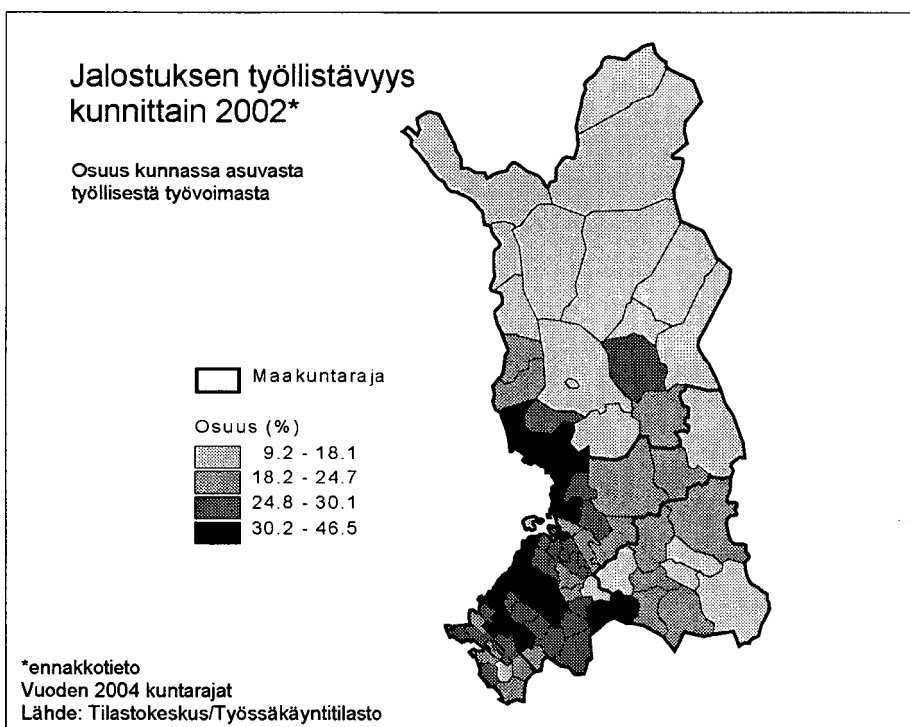 Jalostuksen työllistävyys
kunnittain 2002*
Osuus kunnassa asuvasta
työllisestä työvoimasta
Maakuntaraja
Osuus (%)
9.2 - 18.1
18.2 - 24.7
24.8 - 30.1
30.2 - 46.5
*ennakkotieto
Vuoden 2004 kuntarajat
Lähde: Tilastokeskus/Työssäkäyntitilasto